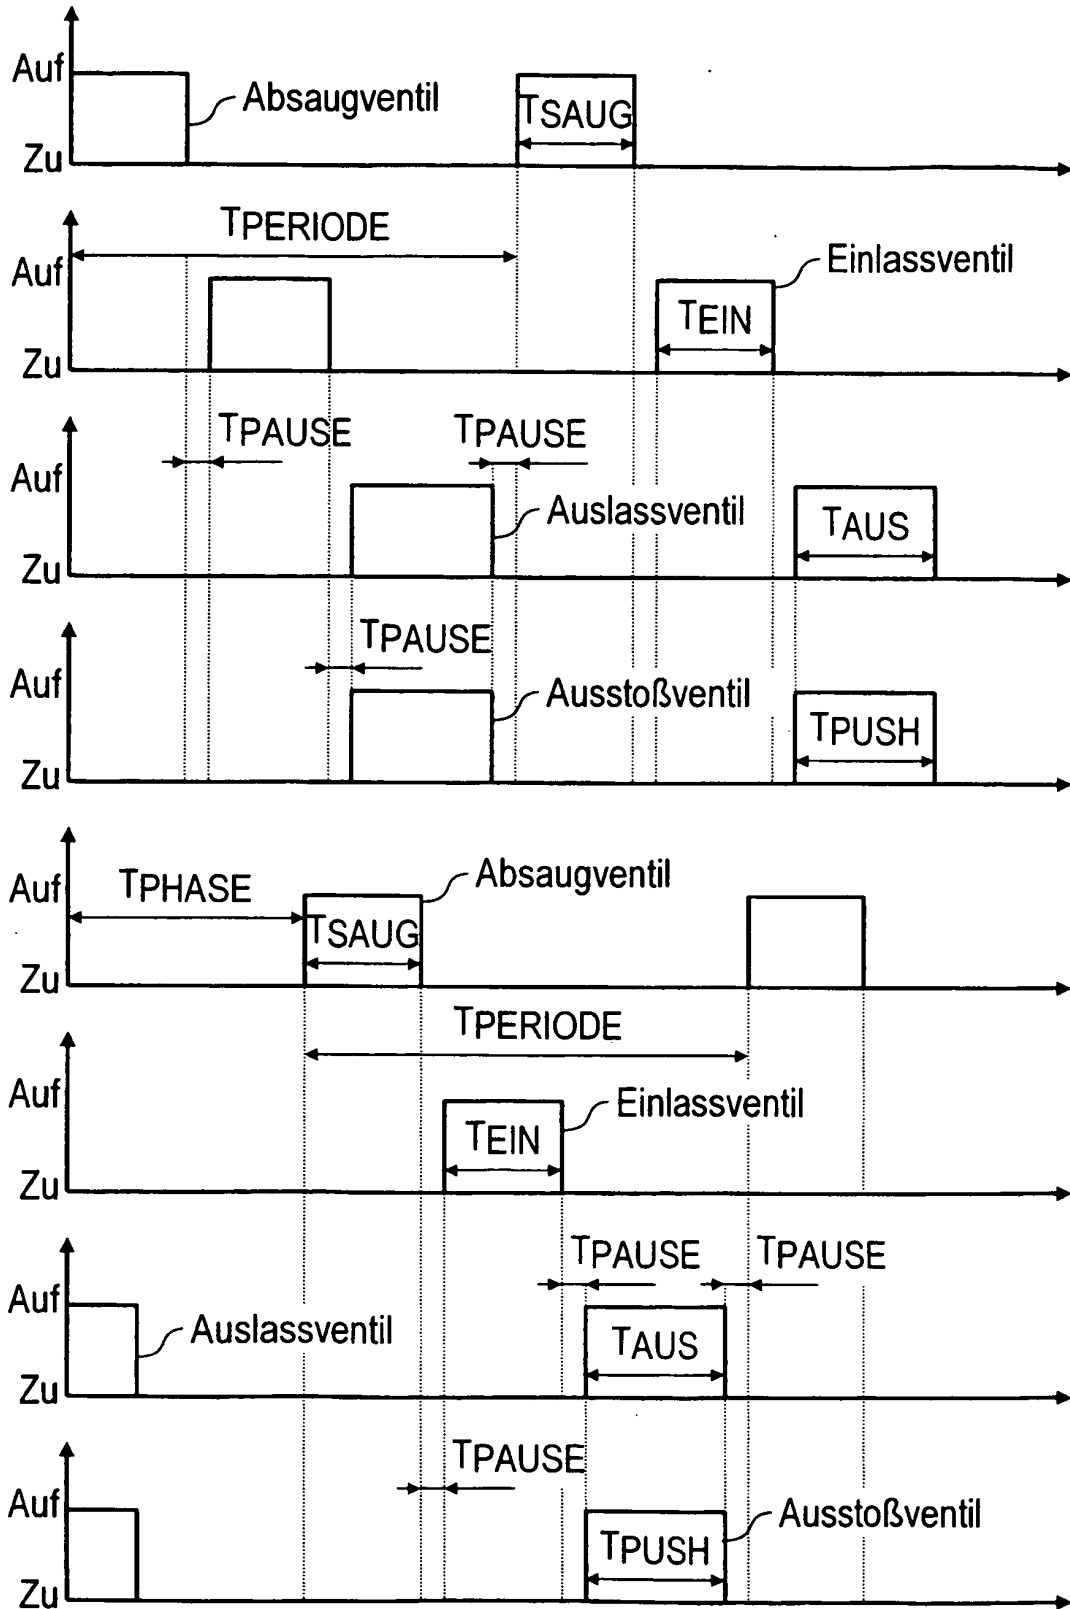 Auf
Absaugventil
TSAUG
Zu
TPERIODE
Auf
Einlassventil
TEIN
Zu
TPAUSE
TPAUSE
Auf
Auslassventil
TAUS
Zu
TPAUSE
Auf
Ausstoßventil
TPUSH
Zu
Auf
TPHASE
Absaugventil
TSAUG
Zu
TPERIODE
Auf
Einlassventil
TEIN
Zu
TPAUSE
TPAUSE
Auf
Auslassventil
TAUS
Zu
TPAUSE
Auf
Ausstoßventil
TPUSH
Zu